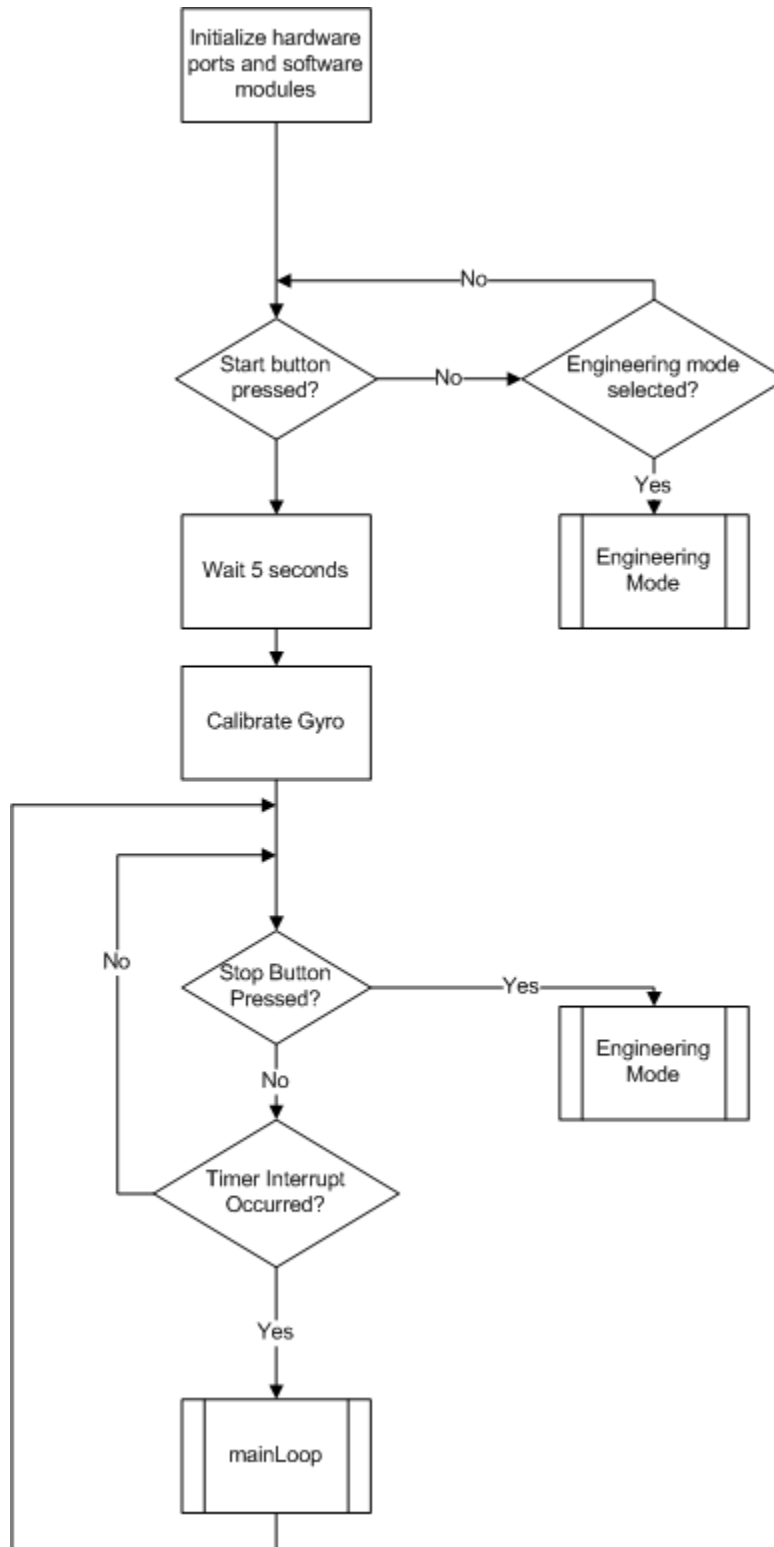 Initialize hardware
ports and software
modules
No
Start button
pressed?
No
Engineering mode
selected?
Yes
Wait 5 seconds
Engineering
Mode
Calibrate Gyro
No
Stop Button
Pressed?
Yes
Engineering
Mode
No
Timer Interrupt
Occurred?
Yes
mainLoop